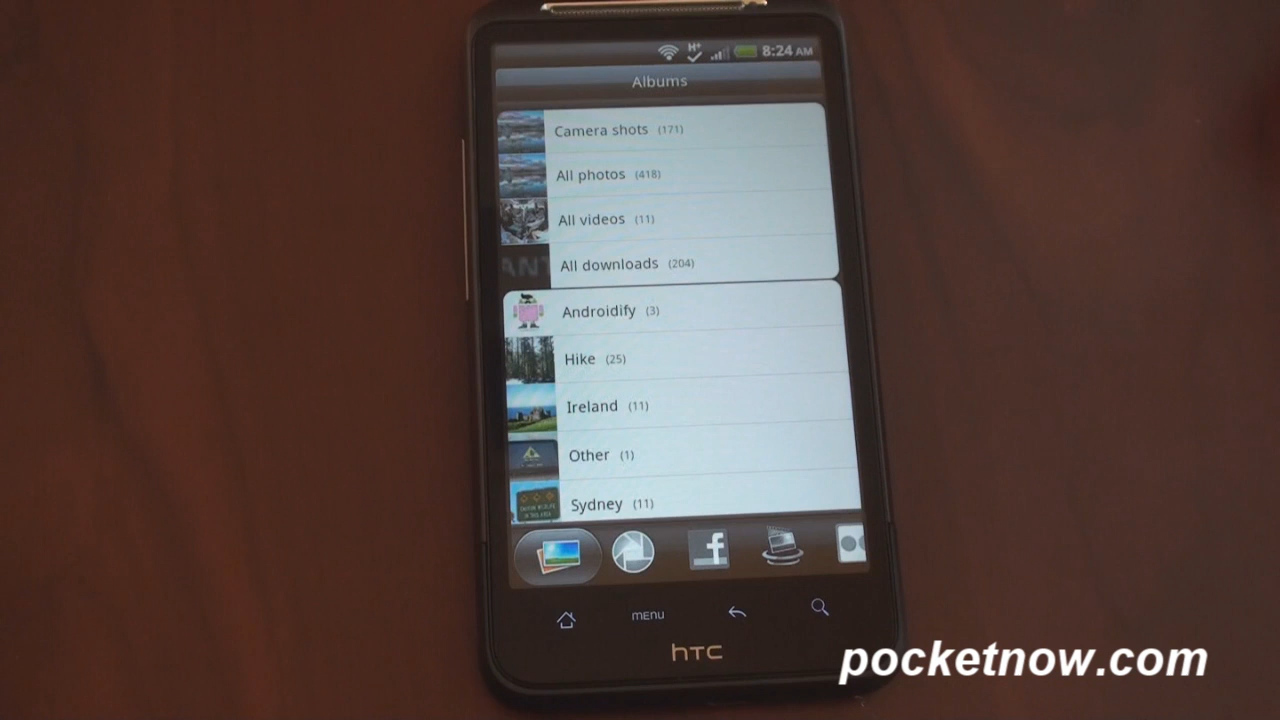 H+
8:24 AM
Albums
Camera shots (171)
All photos (418)
All videos (11)
ANT
All downloads (204)
Androidify (3)
Hike (25)
Ireland (11)
Other (1)
Sydney (11)
f
MENU
hTC
pocketnow.com